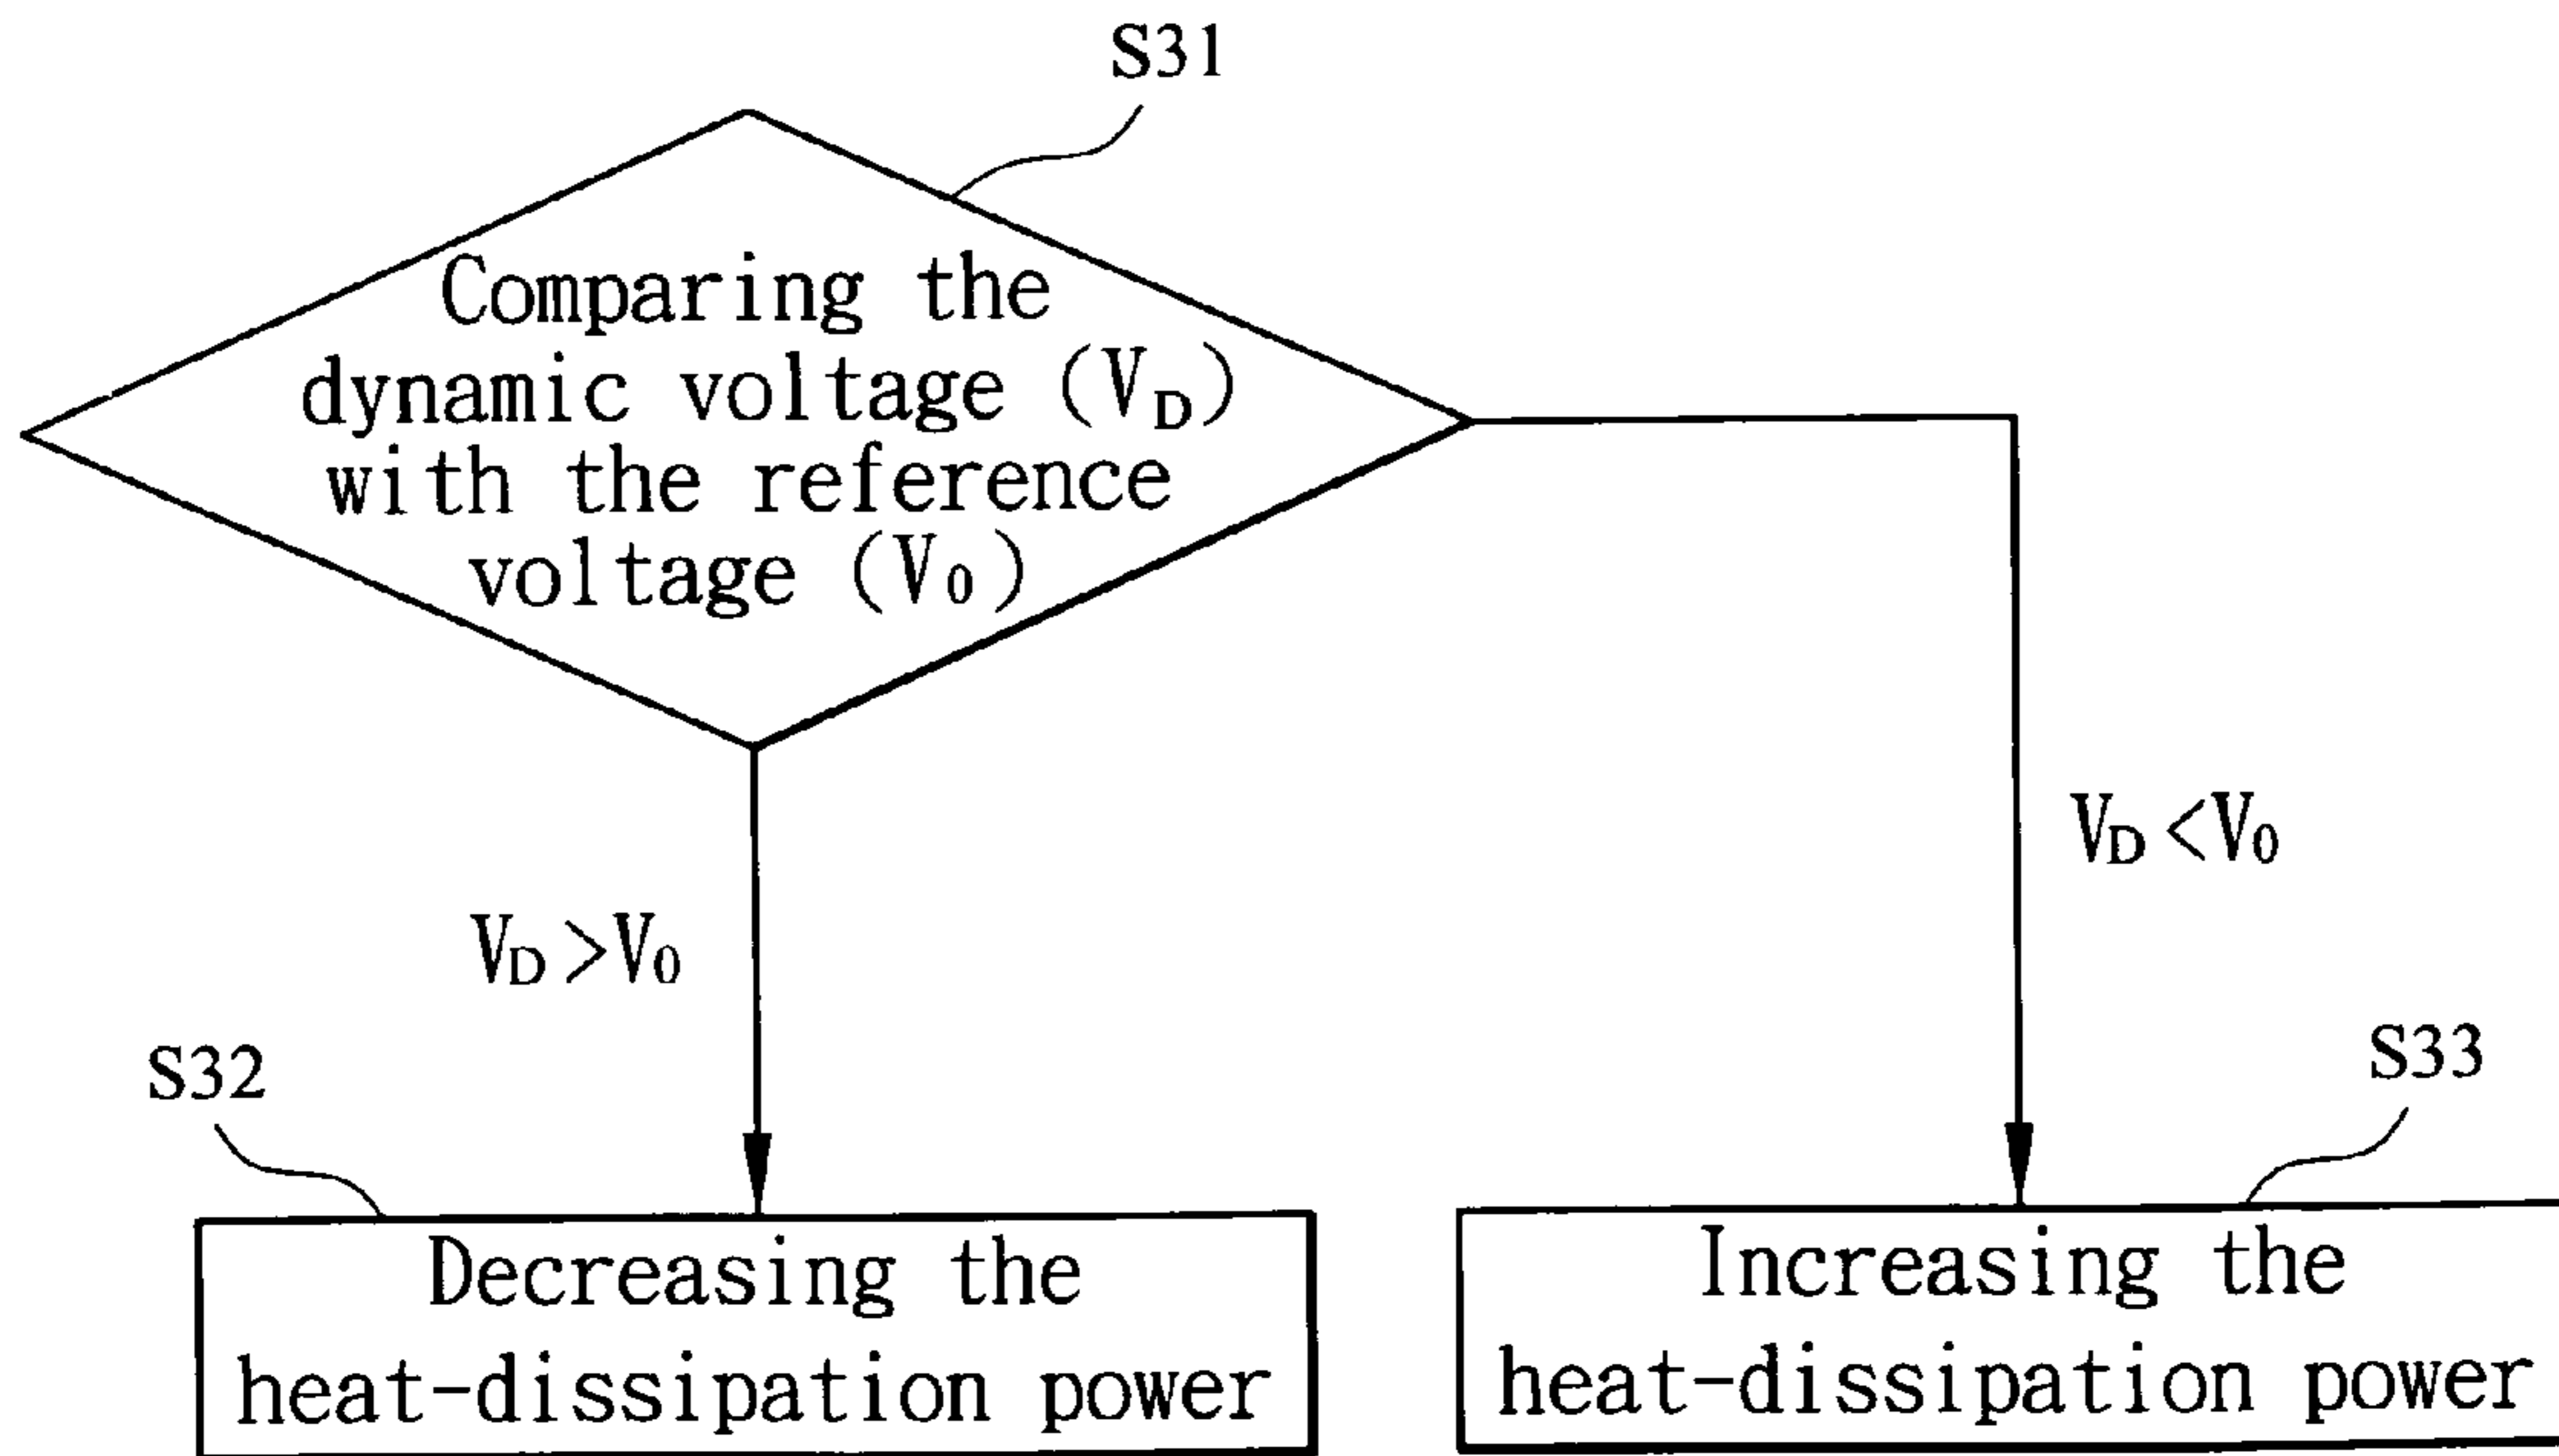 S31
Comparing the
dynamic voltage (VD)
with the reference
voltage (V0)
VD<V0
VD>V0
S32
S33
Decreasing the
heat-dissipation power
Increasing the
heat-dissipation power